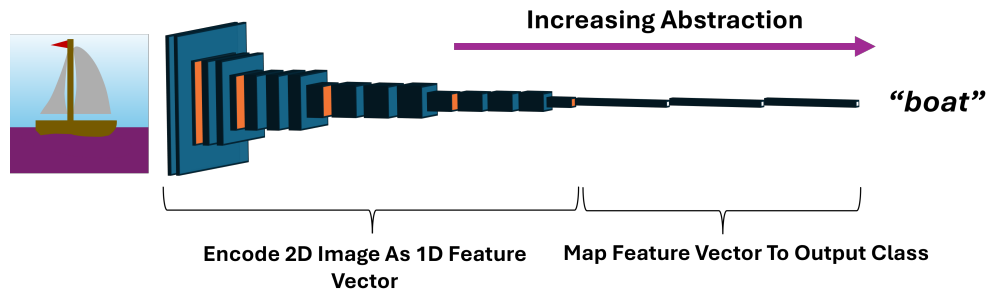 Increasing Abstraction
“boat”
Encode 2D Image As 1D Feature
Vector
Map Feature Vector To Output Class